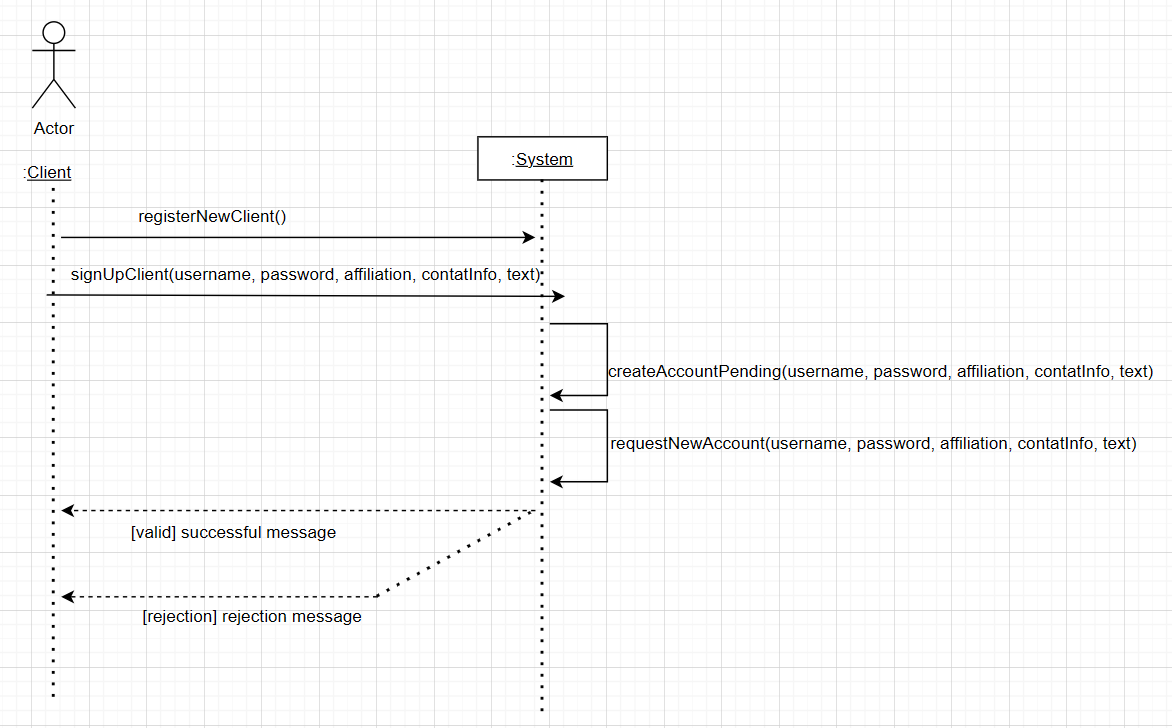 Actor
:Client
:System
registerNewClient()
signUpClient(username, password, affiliation, contatInfo, text)
createAccountPending(username, password, affiliation, contatInfo, text)
requestNewAccount(username, password, affiliation, contatInfo, text)
[valid] successful message
[rejection] rejection message